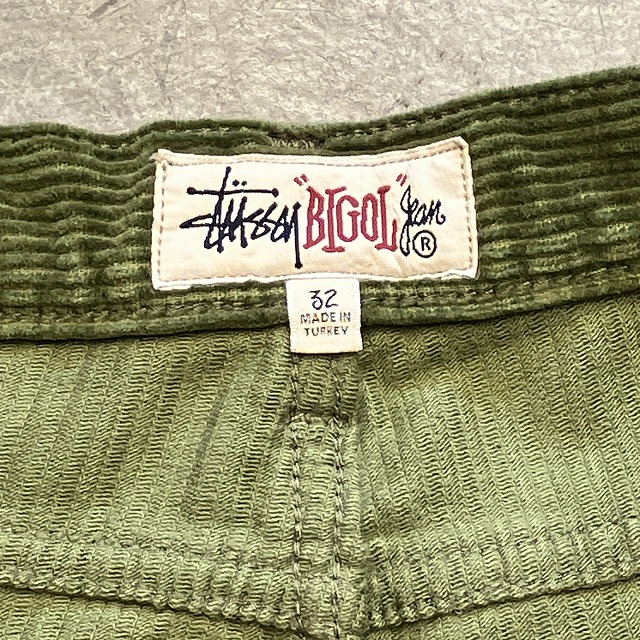 Stüssy "BIGOL" Jean ®
32
MADE IN
TURKEY